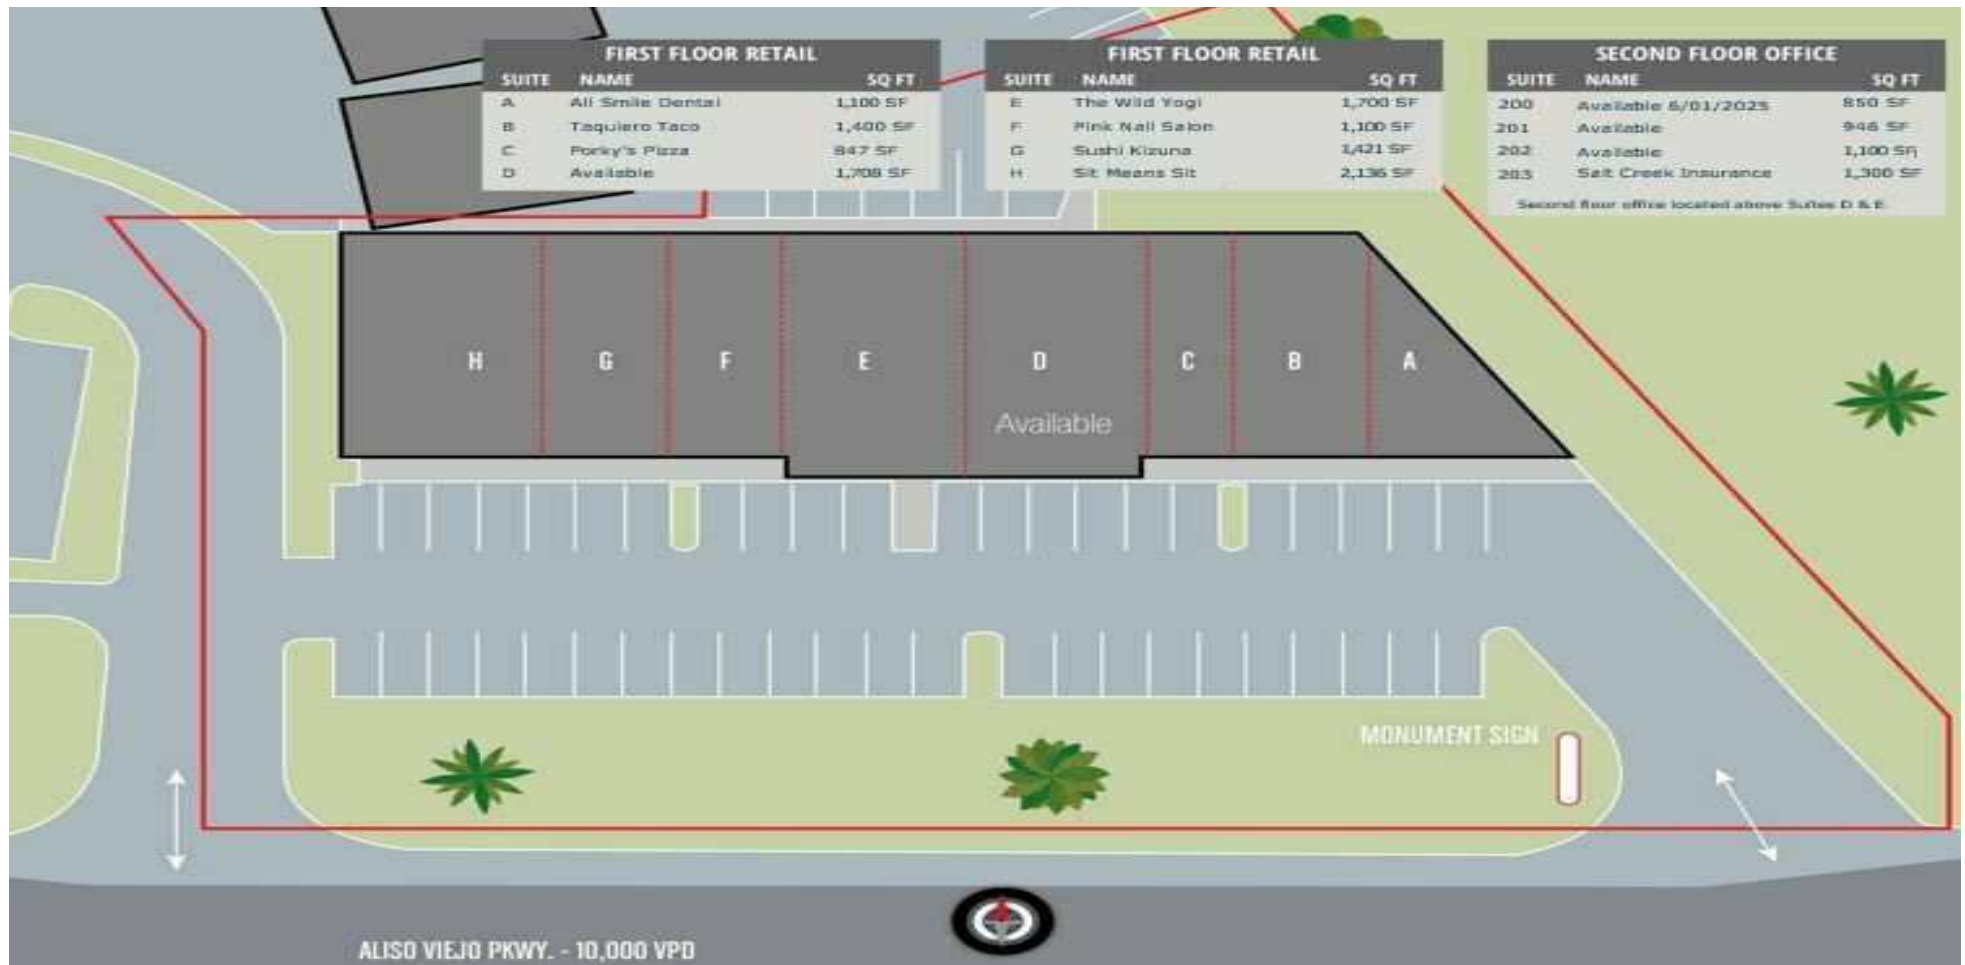 FIRST FLOOR RETAIL
SUITE NAME SQ FT
A All Smile Dental 1,100 SF
B Taquiero Taco 1,400 SF
C Porky's Pizza 847 SF
D Available 1,708 SF
FIRST FLOOR RETAIL
SUITE NAME SQ FT
E The Wild Yogi 1,700 SF
F Pink Nail Salon 1,100 SF
G Sushi Kizuna 1,421 SF
H Sit Means Sit 2,136 SF
SECOND FLOOR OFFICE
SUITE NAME SQ FT
200 Available 6/01/2025 850 SF
201 Available 946 SF
202 Available 1,100 SF
203 Salt Creek Insurance 1,300 SF
Second floor office located above Suites D & E
H G F E D C B A
Available
MONUMENT SIGN
ALISO VIEJO PKWY. - 10,000 VPD